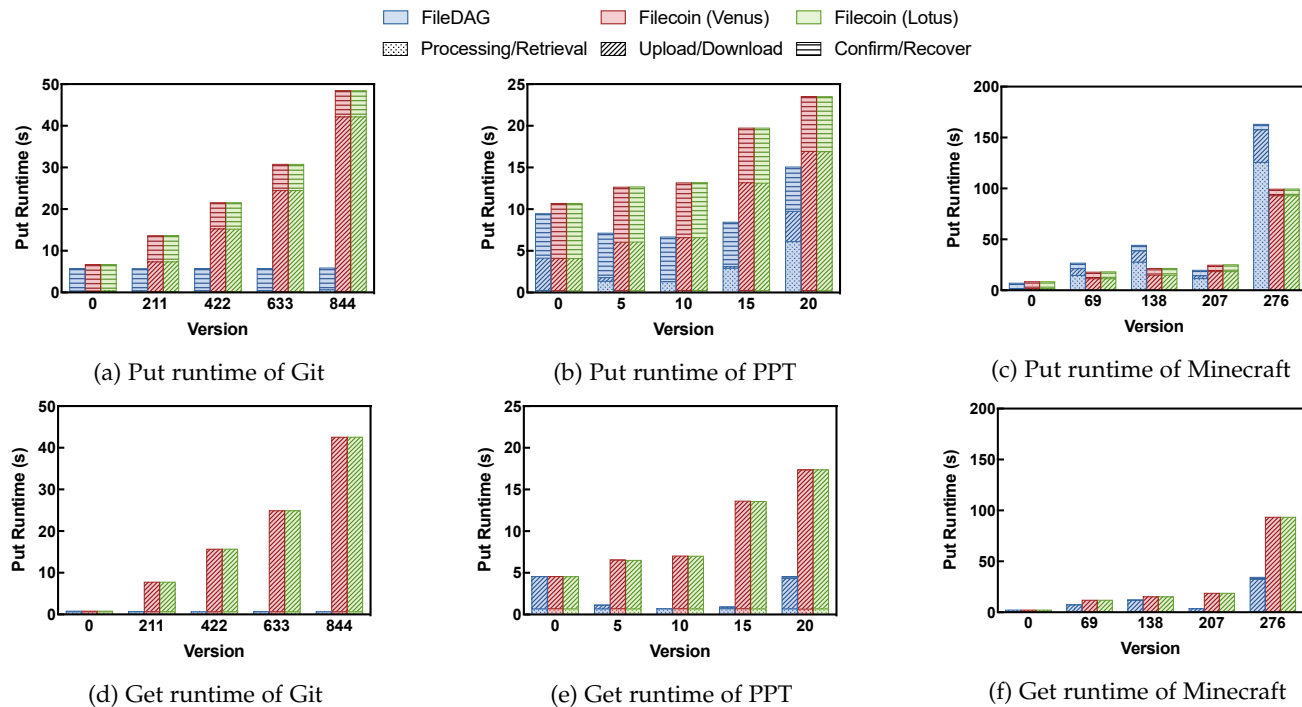 FileDAG Filecoin (Venus) Filecoin (Lotus)
Processing/Retrieval Upload/Download Confirm/Recover
Put Runtime (s)
50
40
30
20
10
0
0 211 422 633 844
Version
(a) Put runtime of Git
Put Runtime (s)
25
20
15
10
5
0
0 5 10 15 20
Version
(b) Put runtime of PPT
Put Runtime (s)
200
150
100
50
0
0 69 138 207 276
Version
(c) Put runtime of Minecraft
Put Runtime (s)
50
40
30
20
10
0
0 211 422 633 844
Version
(d) Get runtime of Git
Put Runtime (s)
25
20
15
10
5
0
0 5 10 15 20
Version
(e) Get runtime of PPT
Put Runtime (s)
200
150
100
50
0
0 69 138 207 276
Version
(f) Get runtime of Minecraft